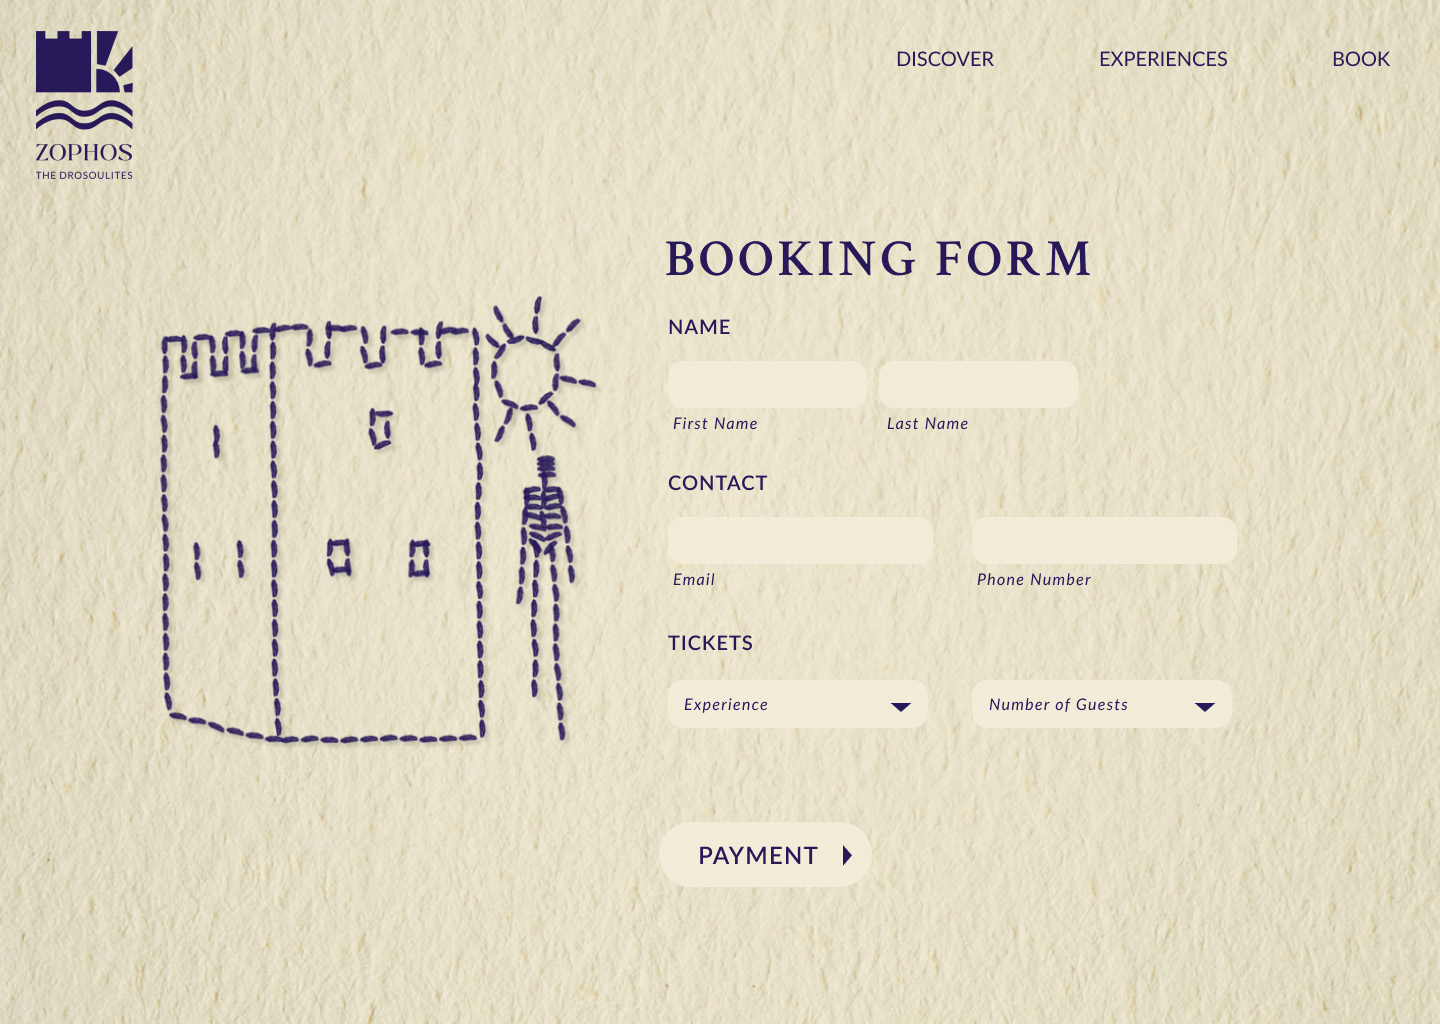 DISCOVER EXPERIENCES BOOK
ZOPHOS
THE DROSOULITES
BOOKING FORM
NAME
First Name Last Name
CONTACT
Email Phone Number
TICKETS
Experience Number of Guests
PAYMENT